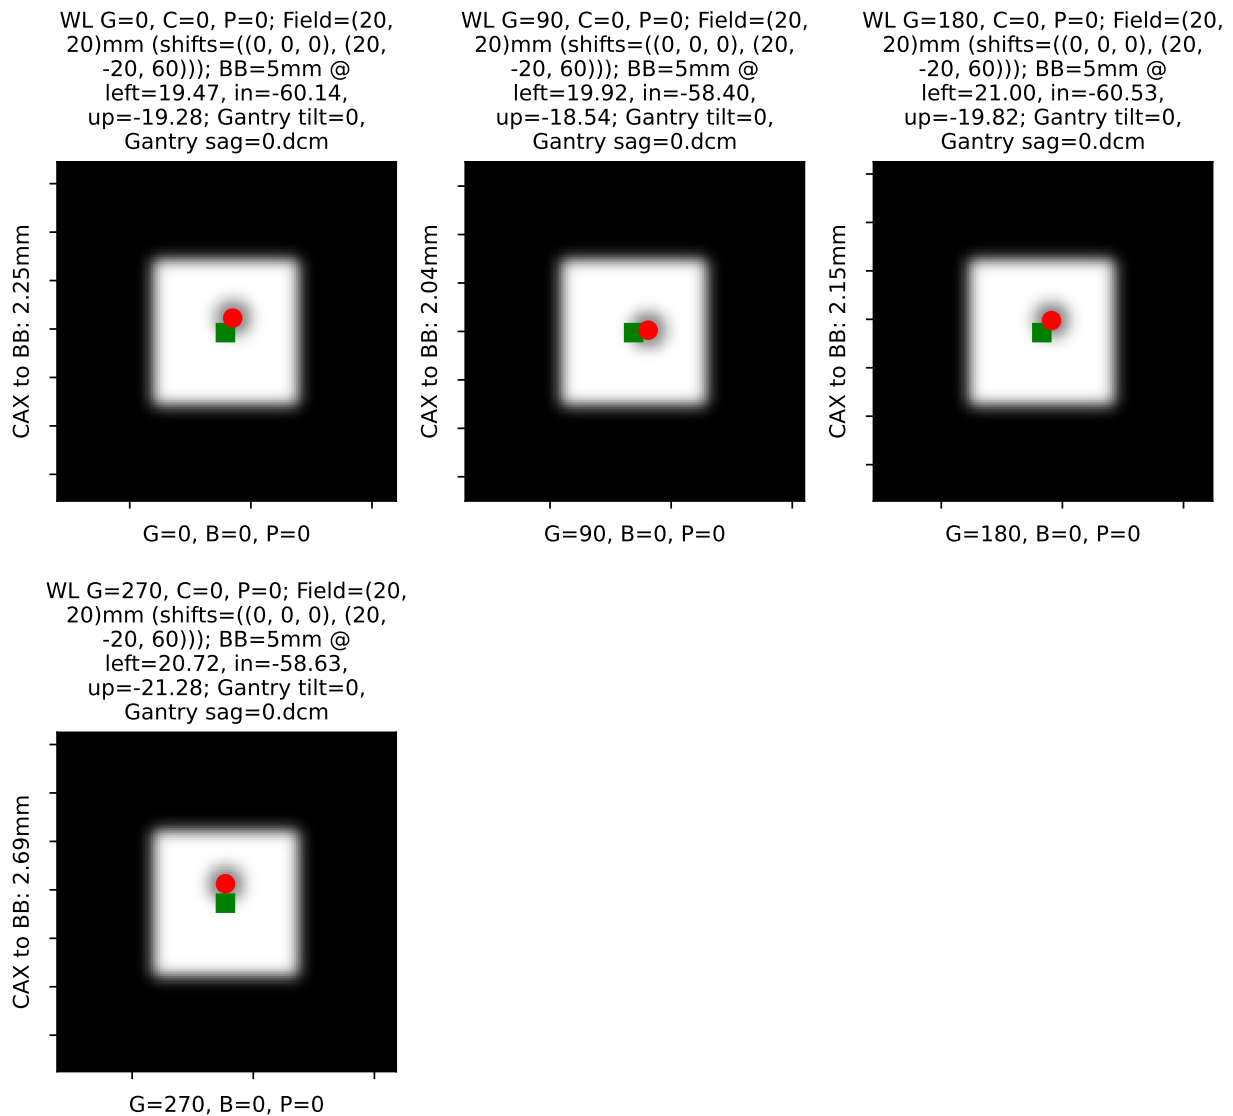 WL G=0, C=0, P=0; Field=(20,
20)mm (shifts=((0, 0, 0), (20,
-20, 60))); BB=5mm @
left=19.47, in=-60.14,
up=-19.28; Gantry tilt=0,
Gantry sag=0.dcm
CAX to BB: 2.25mm
G=0, B=0, P=0
WL G=90, C=0, P=0; Field=(20,
20)mm (shifts=((0, 0, 0), (20,
-20, 60))); BB=5mm @
left=19.92, in=-58.40,
up=-18.54; Gantry tilt=0,
Gantry sag=0.dcm
CAX to BB: 2.04mm
G=90, B=0, P=0
WL G=180, C=0, P=0; Field=(20,
20)mm (shifts=((0, 0, 0), (20,
-20, 60))); BB=5mm @
left=21.00, in=-60.53,
up=-19.82; Gantry tilt=0,
Gantry sag=0.dcm
CAX to BB: 2.15mm
G=180, B=0, P=0
WL G=270, C=0, P=0; Field=(20,
20)mm (shifts=((0, 0, 0), (20,
-20, 60))); BB=5mm @
left=20.72, in=-58.63,
up=-21.28; Gantry tilt=0,
Gantry sag=0.dcm
CAX to BB: 2.69mm
G=270, B=0, P=0